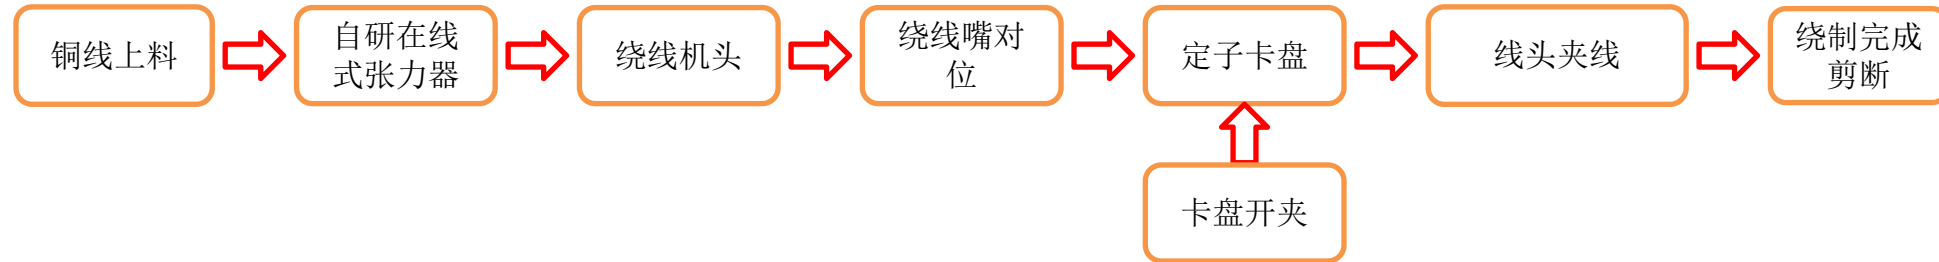 铜线上料
自研在线
式张力器
绕线机头
绕线嘴对
位
定子卡盘
线头夹线
绕制完成
剪断
卡盘开夹